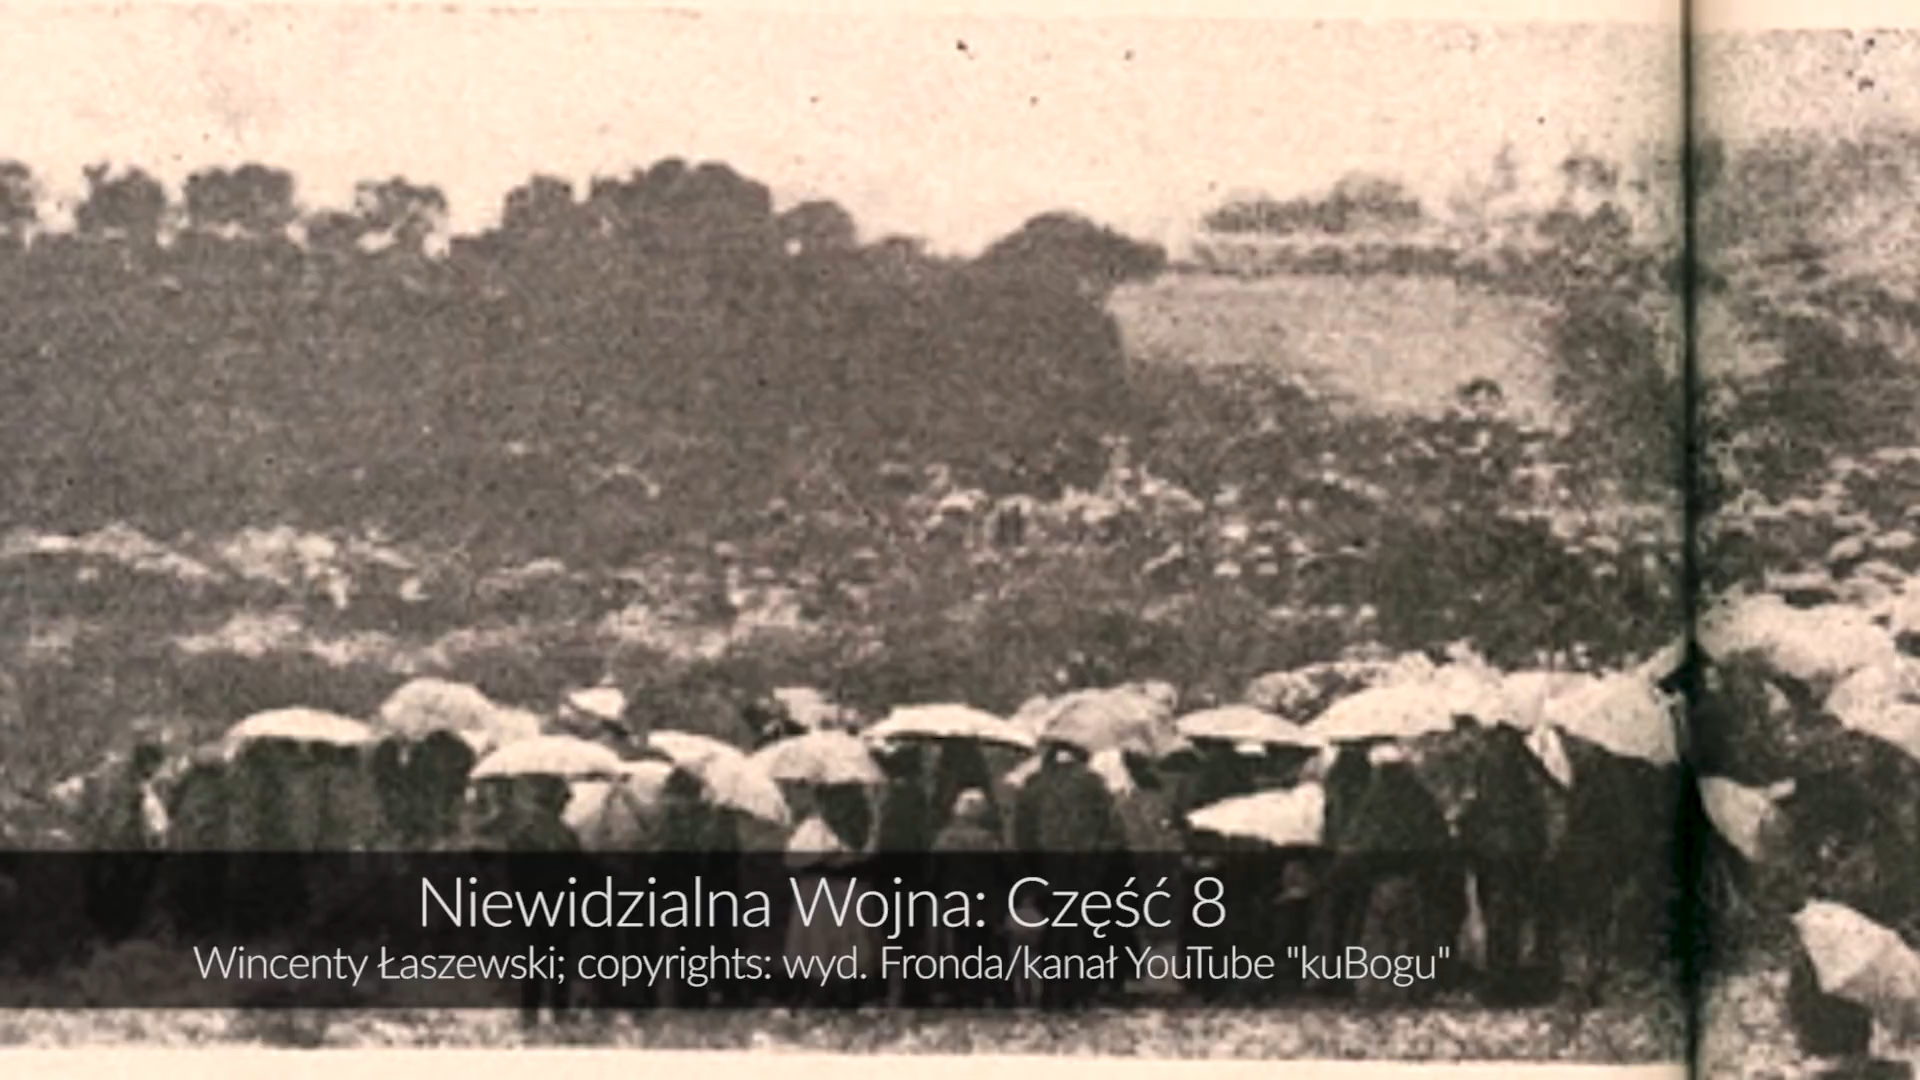 Niewidzialna Wojna: Część 8
Wincenty Łaszewski; copyrights: wyd. Fronda/kanał YouTube "kuBogu"